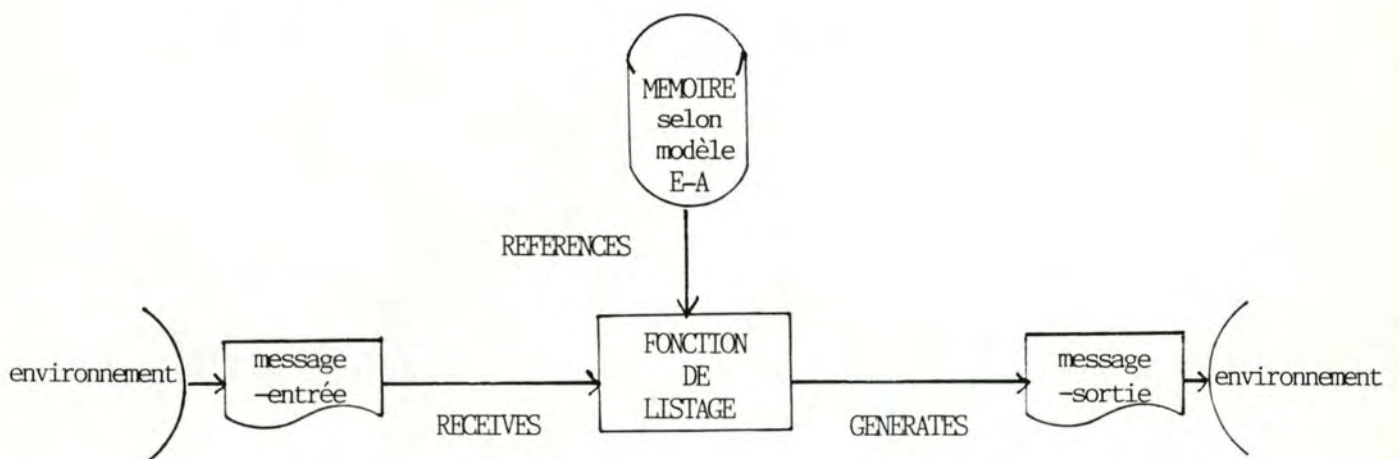 MEMOIRE
selon
modèle
E-A
REFERENCES
environnement
message
-entrée
RECEIVES
FONCTION
DE
LISTAGE
GENERATES
message
-sortie
environnement